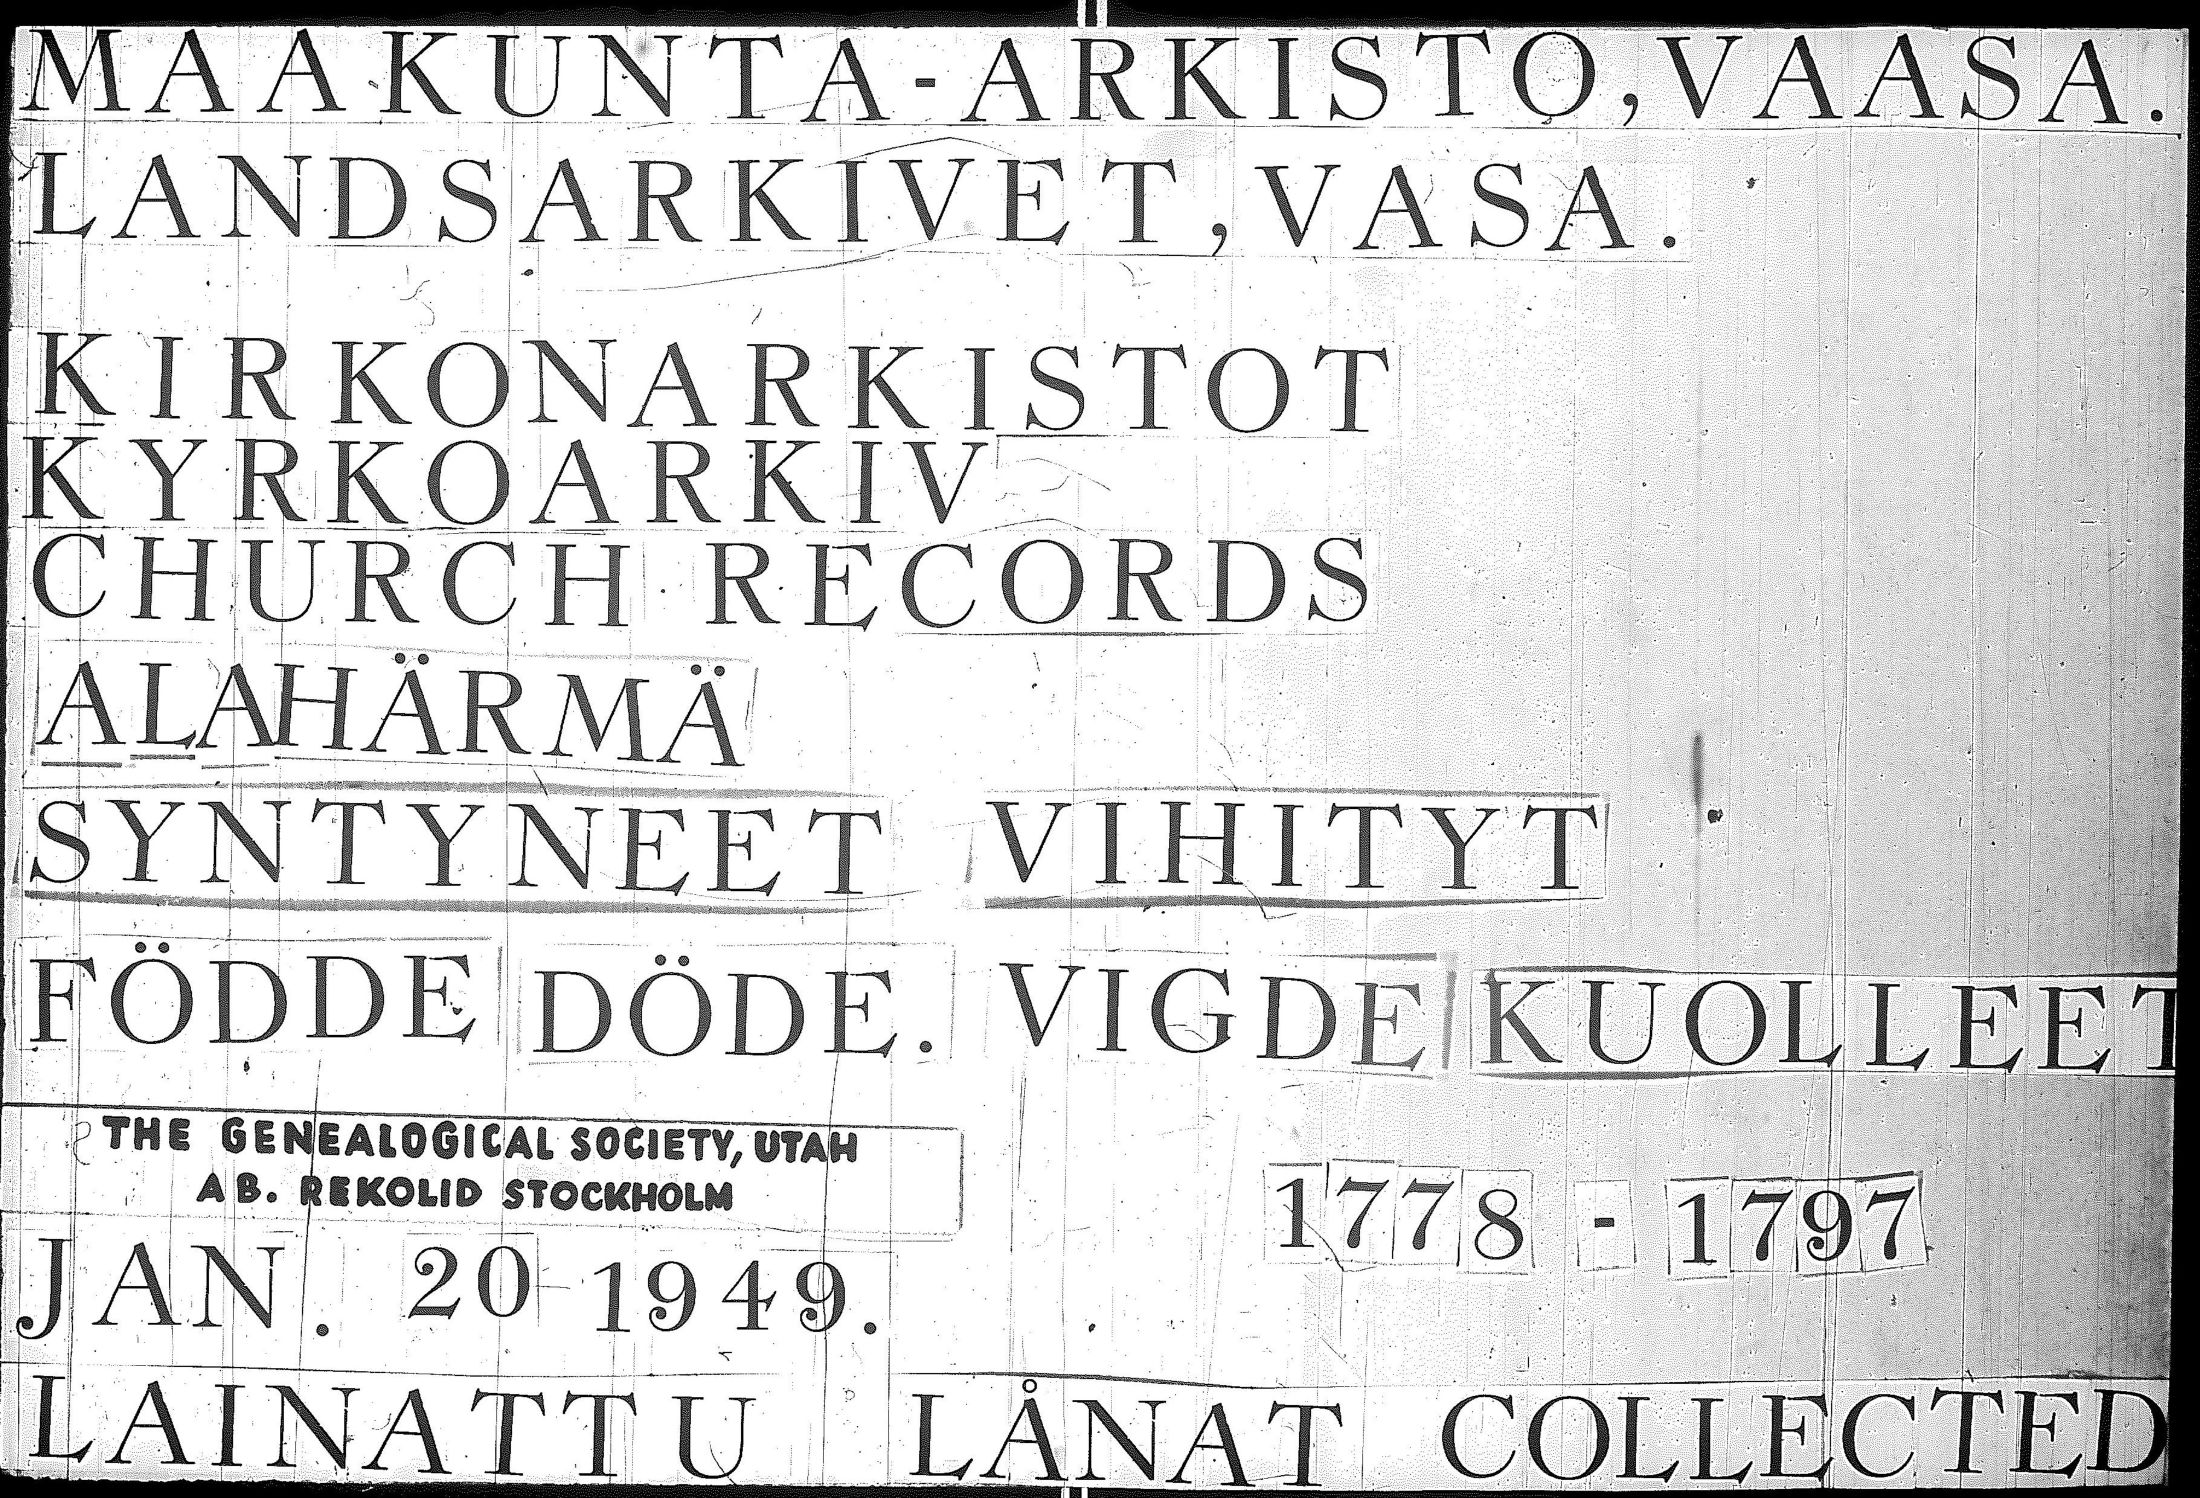 MAAKUNTA-ARKISTO, VAASA.
LANDSARKIVET, VASA.
KIRKONARKISTOT
KYRKOARKIV
CHURCH RECORDS
ALAHÄRMÄ
SYNTYNEET VIHITYT
FÖDDE DÖDE. VIGDE KUOLLEET
THE GENEALOGICAL SOCIETY, UTAH
AB. REKOLID STOCKHOLM
1778 - 1797
JAN. 20 1949.
LAINATTU LÅNAT COLLECTED